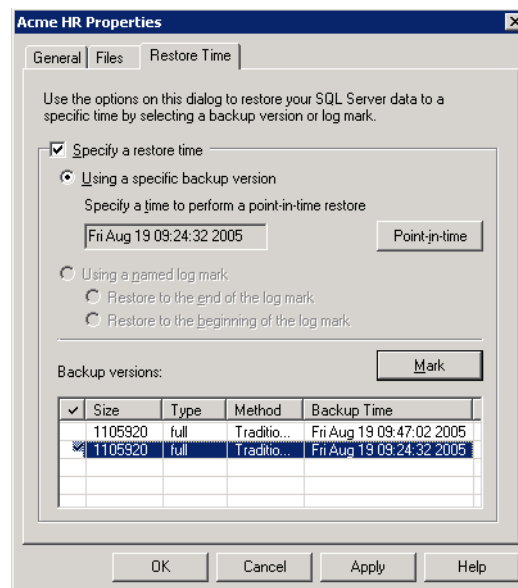 Acme HR Properties
General Files Restore Time
Use the options on this dialog to restore your SQL Server data to a
specific time by selecting a backup version or log mark.
Specify a restore time
Using a specific backup version
Specify a time to perform a point-in-time restore
Fri Aug 19 09:24:32 2005 Point-in-time
Using a named log mark
Restore to the end of the log mark
Restore to the beginning of the log mark
Mark
Backup versions:
Size Type Method Backup Time
1105920 full Traditio... Fri Aug 19 09:47:02 2005
1105920 full Traditio... Fri Aug 19 09:24:32 2005
OK Cancel Apply Help